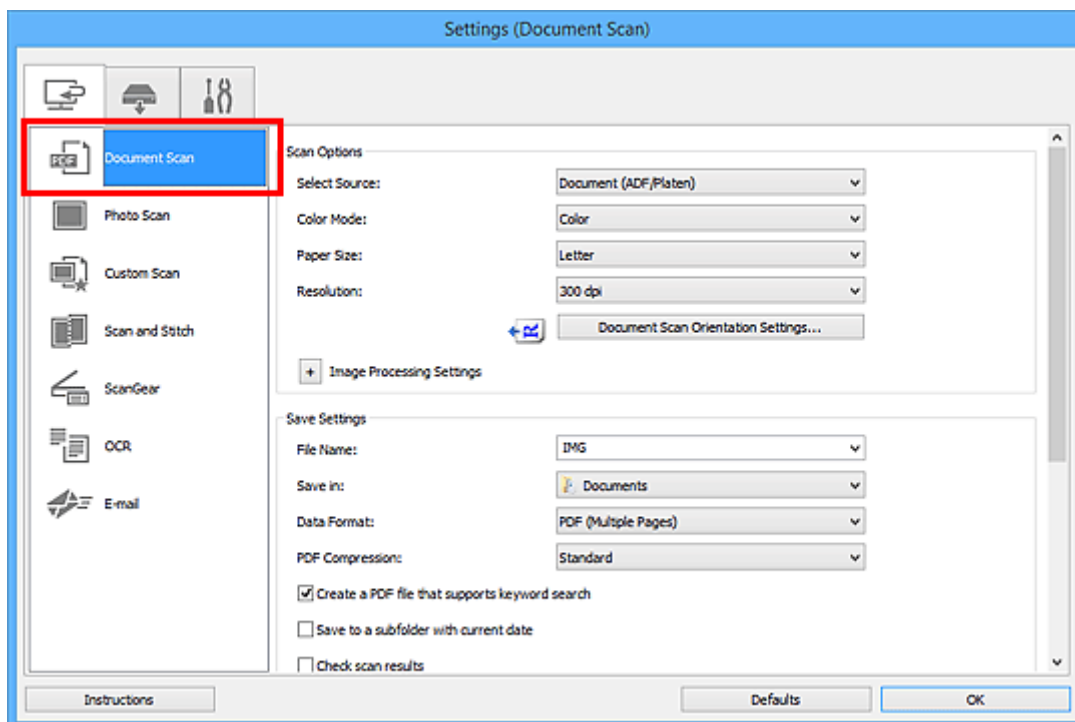 Settings (Document Scan)
PDF
Document Scan
Photo Scan
Custom Scan
Scan and Stitch
ScanGear
OCR
E-mail
Scan Options
Select Source: Document (ADF/Platen)
Color Mode: Color
Paper Size: Letter
Resolution: 300 dpi
R Document Scan Orientation Settings...
+ Image Processing Settings
Save Settings
File Name: IMG
Save in: Documents
Data Format: PDF (Multiple Pages)
PDF Compression: Standard
Create a PDF file that supports keyword search
Save to a subfolder with current date
Check scan results
Instructions Defaults OK